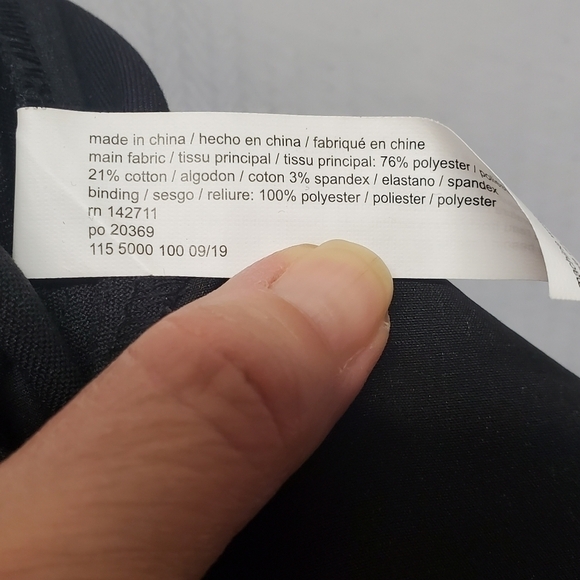 made in china / hecho en china / fabriqué en chine
main fabric / tissu principal / tissu principal: 76% polyester /
21% cotton / algodon / coton 3% spandex / elastano / spandex
binding / sesgo / reliure: 100% polyester / poliester / polyester
rn 142711
po 20369
115 5000 100 09/19